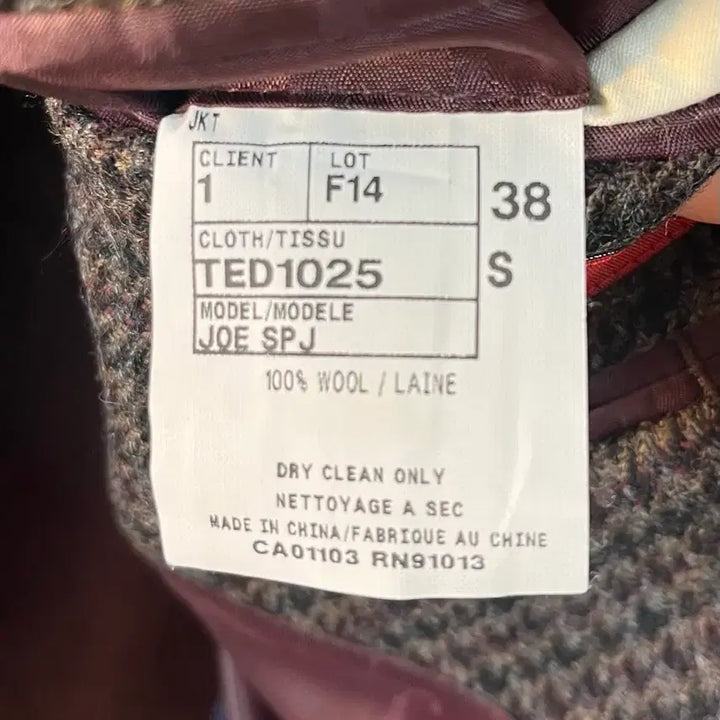 JKT
CLIENT LOT
1 F14 38
CLOTH/TISSU
TED1025 S
MODEL/MODELE
JOE SPJ
100% WOOL / LAINE
DRY CLEAN ONLY
NETTOYAGE A SEC
MADE IN CHINA/FABRIQUE AU CHINE
CA01103 RN91013